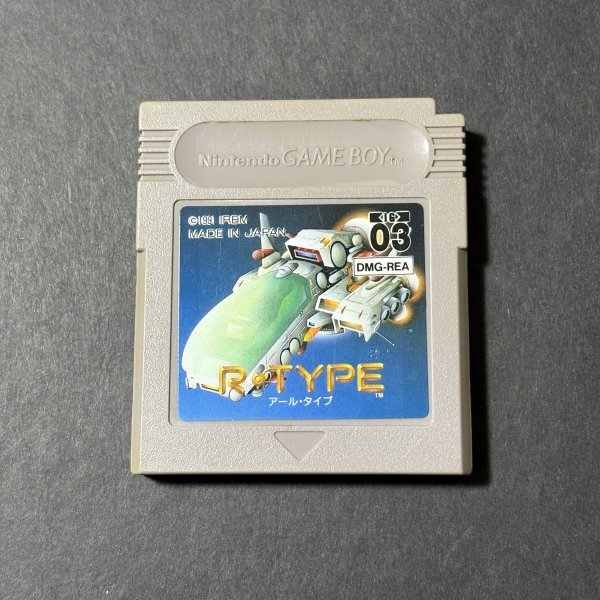 Nintendo GAME BOY TM
©1991 IREM
MADE IN JAPAN
<IG>
03
DMG-REA
R·TYPE TM
アール・タイプ